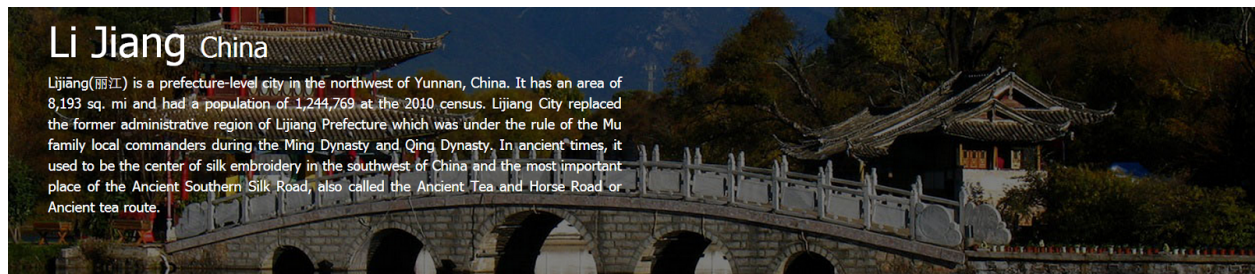 Li Jiang China
Lìjiāng(丽江) is a prefecture-level city in the northwest of Yunnan, China. It has an area of
8,193 sq. mi and had a population of 1,244,769 at the 2010 census. Lijiang City replaced
the former administrative region of Lijiang Prefecture which was under the rule of the Mu
family local commanders during the Ming Dynasty and Qing Dynasty. In ancient times, it
used to be the center of silk embroidery in the southwest of China and the most important
place of the Ancient Southern Silk Road, also called the Ancient Tea and Horse Road or
Ancient tea route.